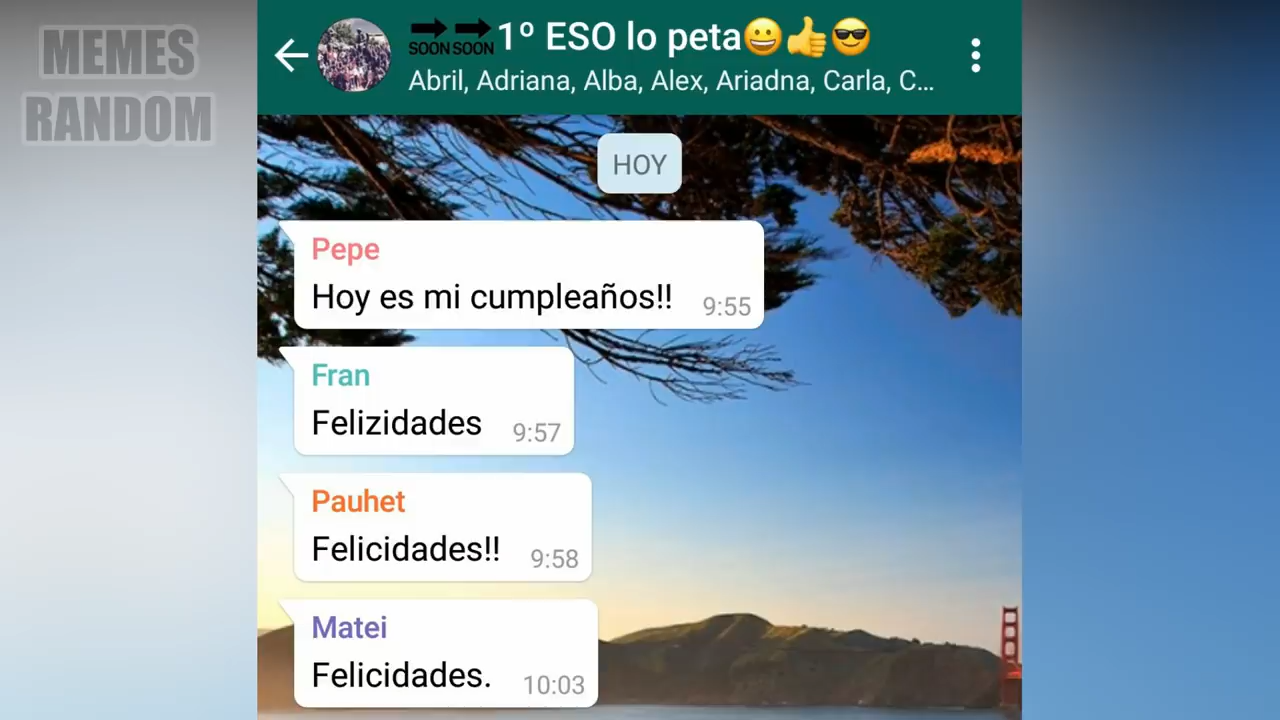 MEMES
RANDOM
SOON SOON 1º ESO lo peta😀👍😎
Abril, Adriana, Alba, Alex, Ariadna, Carla, C...
HOY
Pepe
Hoy es mi cumpleaños!! 9:55
Fran
Felizidades 9:57
Pauhet
Felicidades!! 9:58
Matei
Felicidades. 10:03